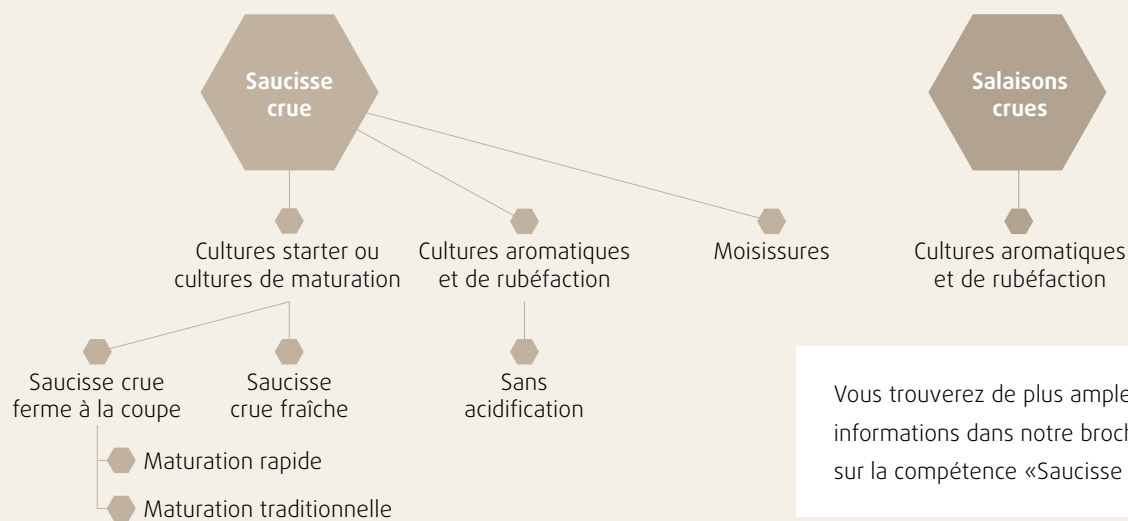 Saucisse
crue
Salaisons
crues
Cultures starter ou
cultures de maturation
Cultures aromatiques
et de rubéfaction
Moisissures
Cultures aromatiques
et de rubéfaction
Saucisse crue
ferme à la coupe
Saucisse
crue fraîche
Sans
acidification
Maturation rapide
Maturation traditionnelle
Vous trouverez de plus ample
informations dans notre broch
sur la compétence «Saucisse